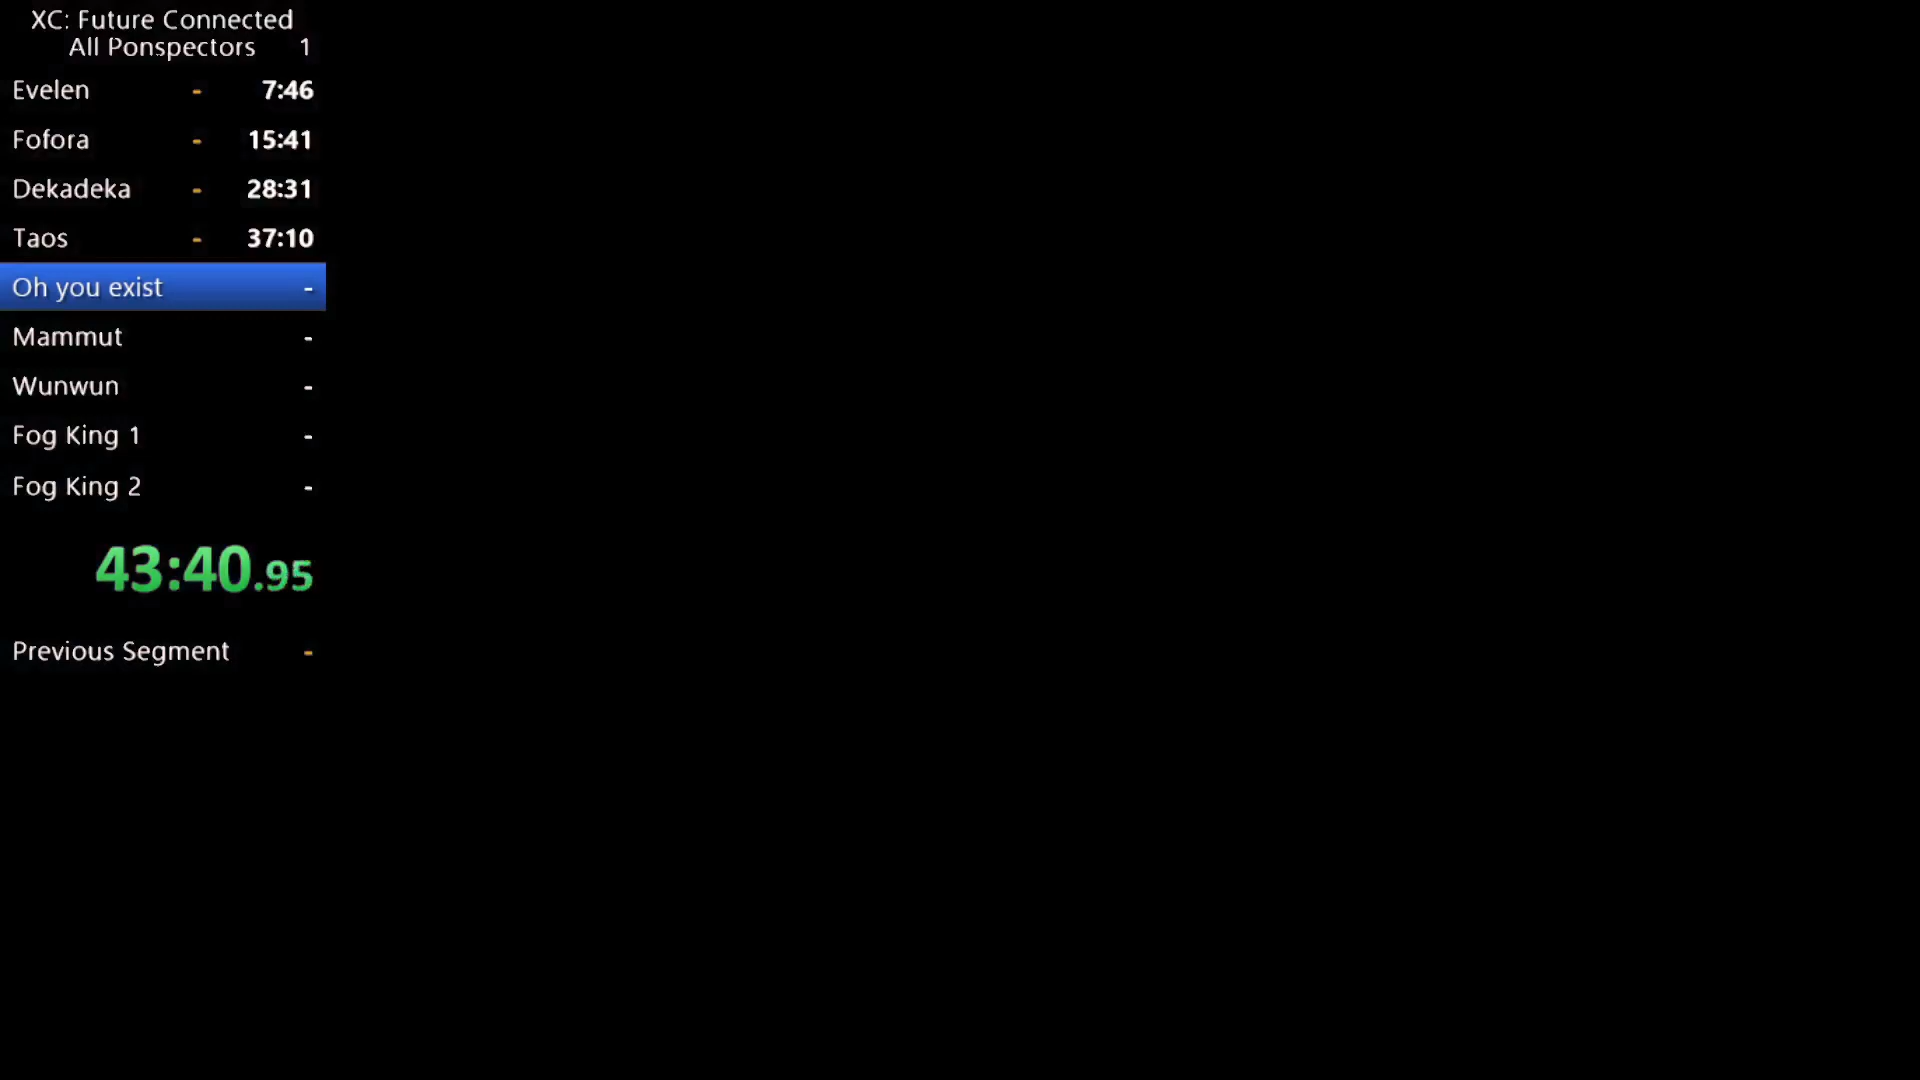 XC: Future Connected
All Ponspectors 1
Evelen - 7:46
Fofora - 15:41
Dekadeka - 28:31
Taos - 37:10
Oh you exist -
Mammut -
Wunwun -
Fog King 1 -
Fog King 2 -
43:40.95
Previous Segment -